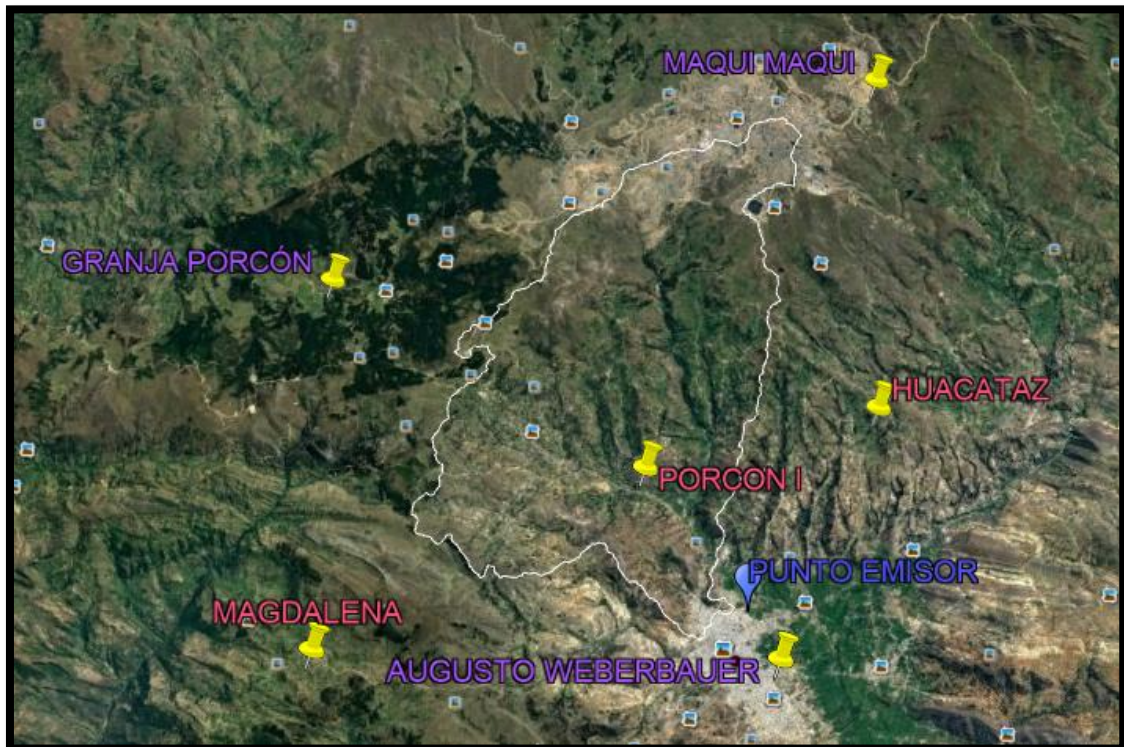 MAQUI MAQUI
GRANJA PORCÓN
HUACATAZ
PORCON I
PUNTO EMISOR
MAGDALENA
AUGUSTO WEBERBAUER